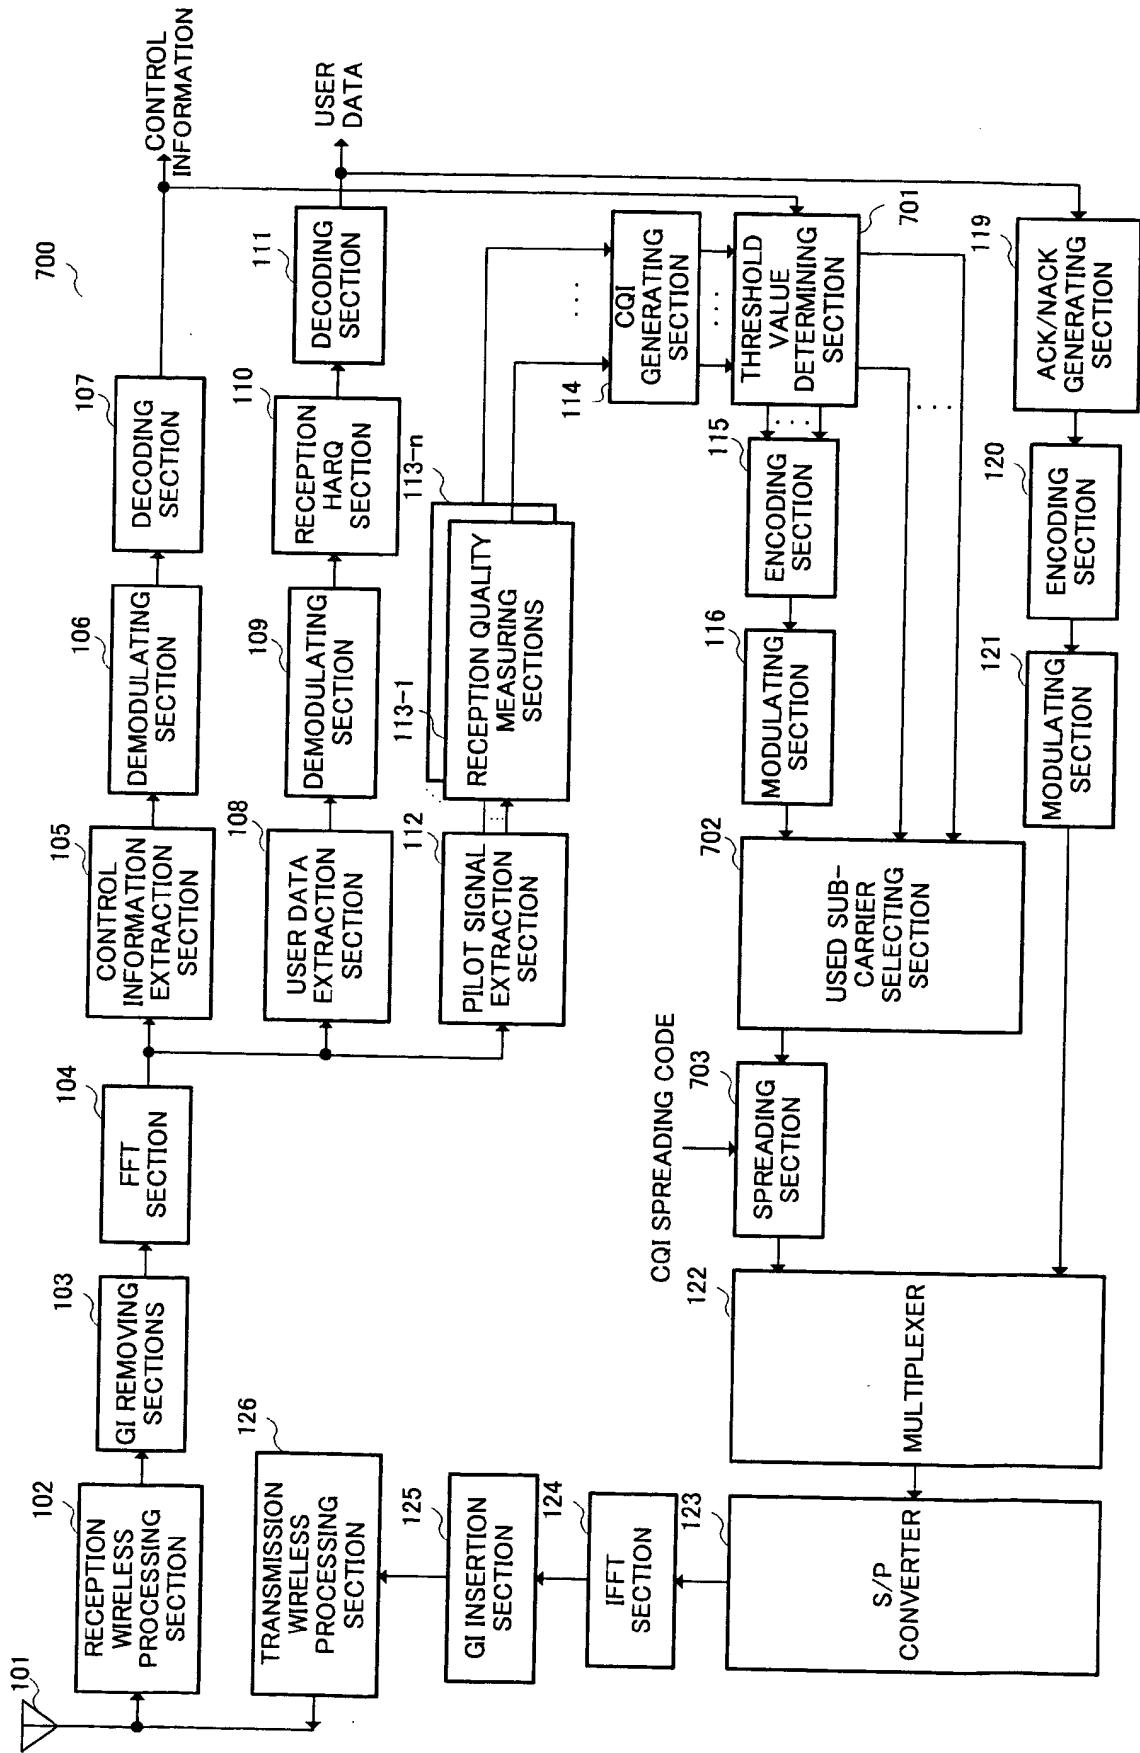 700
101
102
RECEPTION
WIRELESS
PROCESSING
SECTION
103
GI REMOVING
SECTIONS
104
FFT
SECTION
105
CONTROL
INFORMATION
EXTRACTION
SECTION
106
DEMODULATING
SECTION
107
DECODING
SECTION
CONTROL
INFORMATION
108
USER DATA
EXTRACTION
SECTION
109
DEMODULATING
SECTION
110
RECEPTION
HARQ
SECTION
111
DECODING
SECTION
USER
DATA
112
PILOT SIGNAL
EXTRACTION
SECTION
113-1
113-n
RECEPTION QUALITY
MEASURING
SECTIONS
114
CQI
GENERATING
SECTION
701
THRESHOLD
VALUE
DETERMINING
SECTION
115
ENCODING
SECTION
116
MODULATING
SECTION
702
USED SUB-
CARRIER
SELECTING
SECTION
CQI SPREADING CODE
703
SPREADING
SECTION
119
ACK/NACK
GENERATING
SECTION
120
ENCODING
SECTION
121
MODULATING
SECTION
122
MULTIPLEXER
123
S/P
CONVERTER
124
IFFT
SECTION
125
GI INSERTION
SECTION
126
TRANSMISSION
WIRELESS
PROCESSING
SECTION